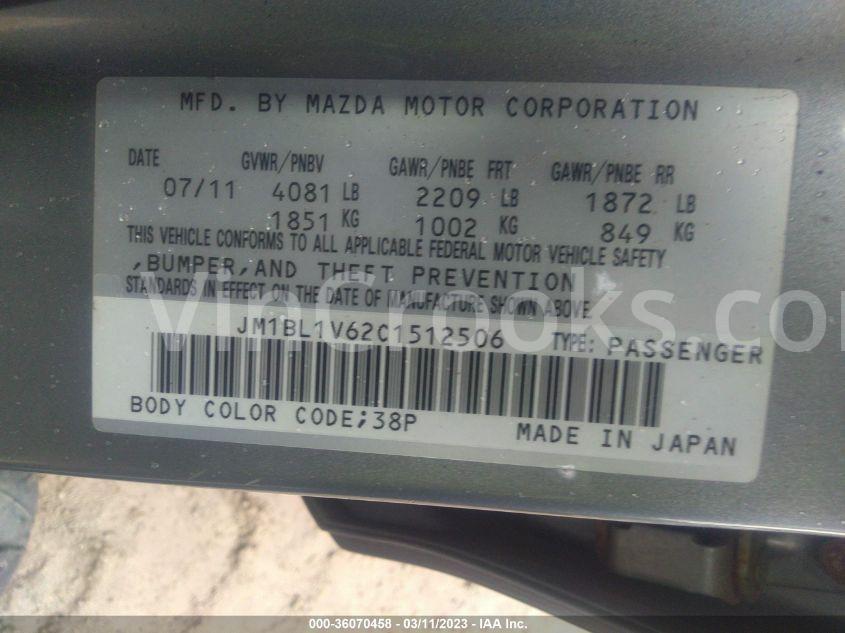 MFD. BY MAZDA MOTOR CORPORATION
DATE GVWR/PNBV GAWR/PNBE FRT GAWR/PNBE RR
07/11 4081 LB 2209 LB 1872 LB
1851 KG 1002 KG 849 KG
THIS VEHICLE CONFORMS TO ALL APPLICABLE FEDERAL MOTOR VEHICLE SAFETY
,BUMPER,AND THEFT PREVENTION
STANDARDS IN EFFECT ON THE DATE OF MANUFACTURE SHOWN ABOVE.
VinCrooks.com
JM1BL1V62C1512506 TYPE: PASSENGER
BODY COLOR CODE;38P
MADE IN JAPAN
000-36070458 - 03/11/2023 - IAA Inc.